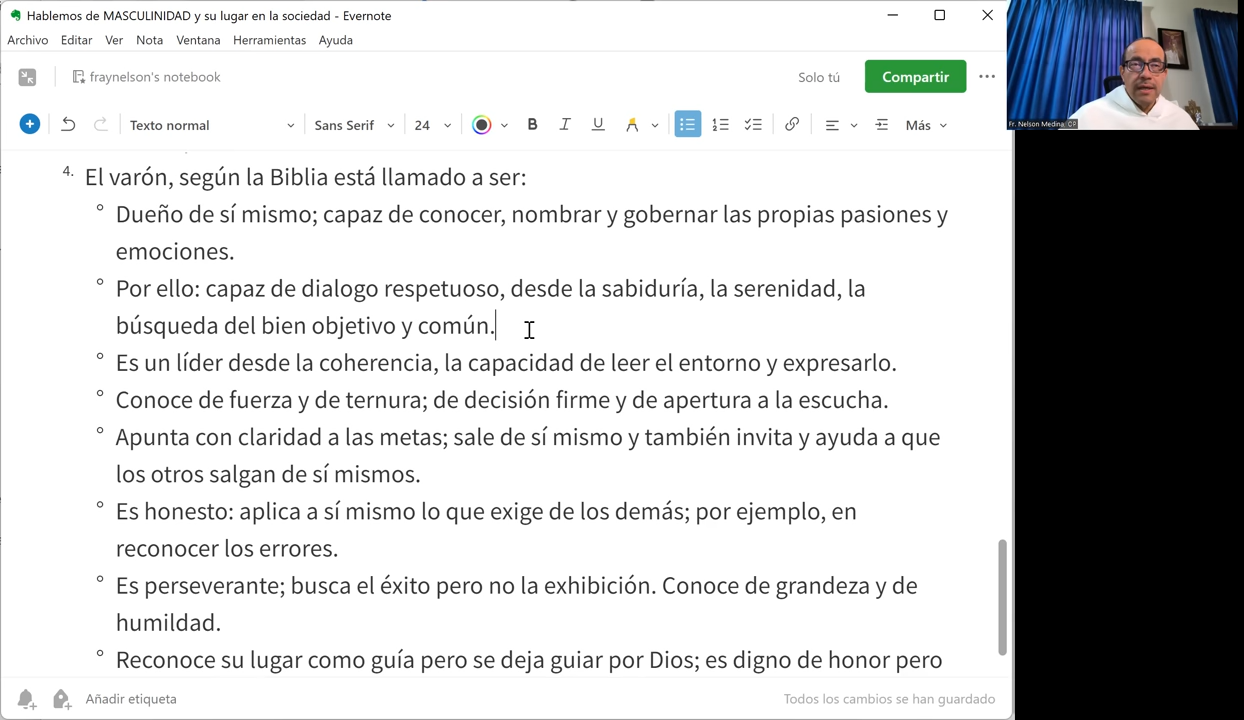 Hablemos de MASCULINIDAD y su lugar en la sociedad - Evernote
Archivo Editar Ver Nota Ventana Herramientas Ayuda
fraynelson's notebook
Solo tú
Compartir
Texto normal
Sans Serif
24
B I U A
Más
4. El varón, según la Biblia está llamado a ser:
° Dueño de sí mismo; capaz de conocer, nombrar y gobernar las propias pasiones y
emociones.
° Por ello: capaz de dialogo respetuoso, desde la sabiduría, la serenidad, la
búsqueda del bien objetivo y común.
° Es un líder desde la coherencia, la capacidad de leer el entorno y expresarlo.
° Conoce de fuerza y de ternura; de decisión firme y de apertura a la escucha.
° Apunta con claridad a las metas; sale de sí mismo y también invita y ayuda a que
los otros salgan de sí mismos.
° Es honesto: aplica a sí mismo lo que exige de los demás; por ejemplo, en
reconocer los errores.
° Es perseverante; busca el éxito pero no la exhibición. Conoce de grandeza y de
humildad.
° Reconoce su lugar como guía pero se deja guiar por Dios; es digno de honor pero
Añadir etiqueta
Todos los cambios se han guardado
Fr. Nelson Medina, OP